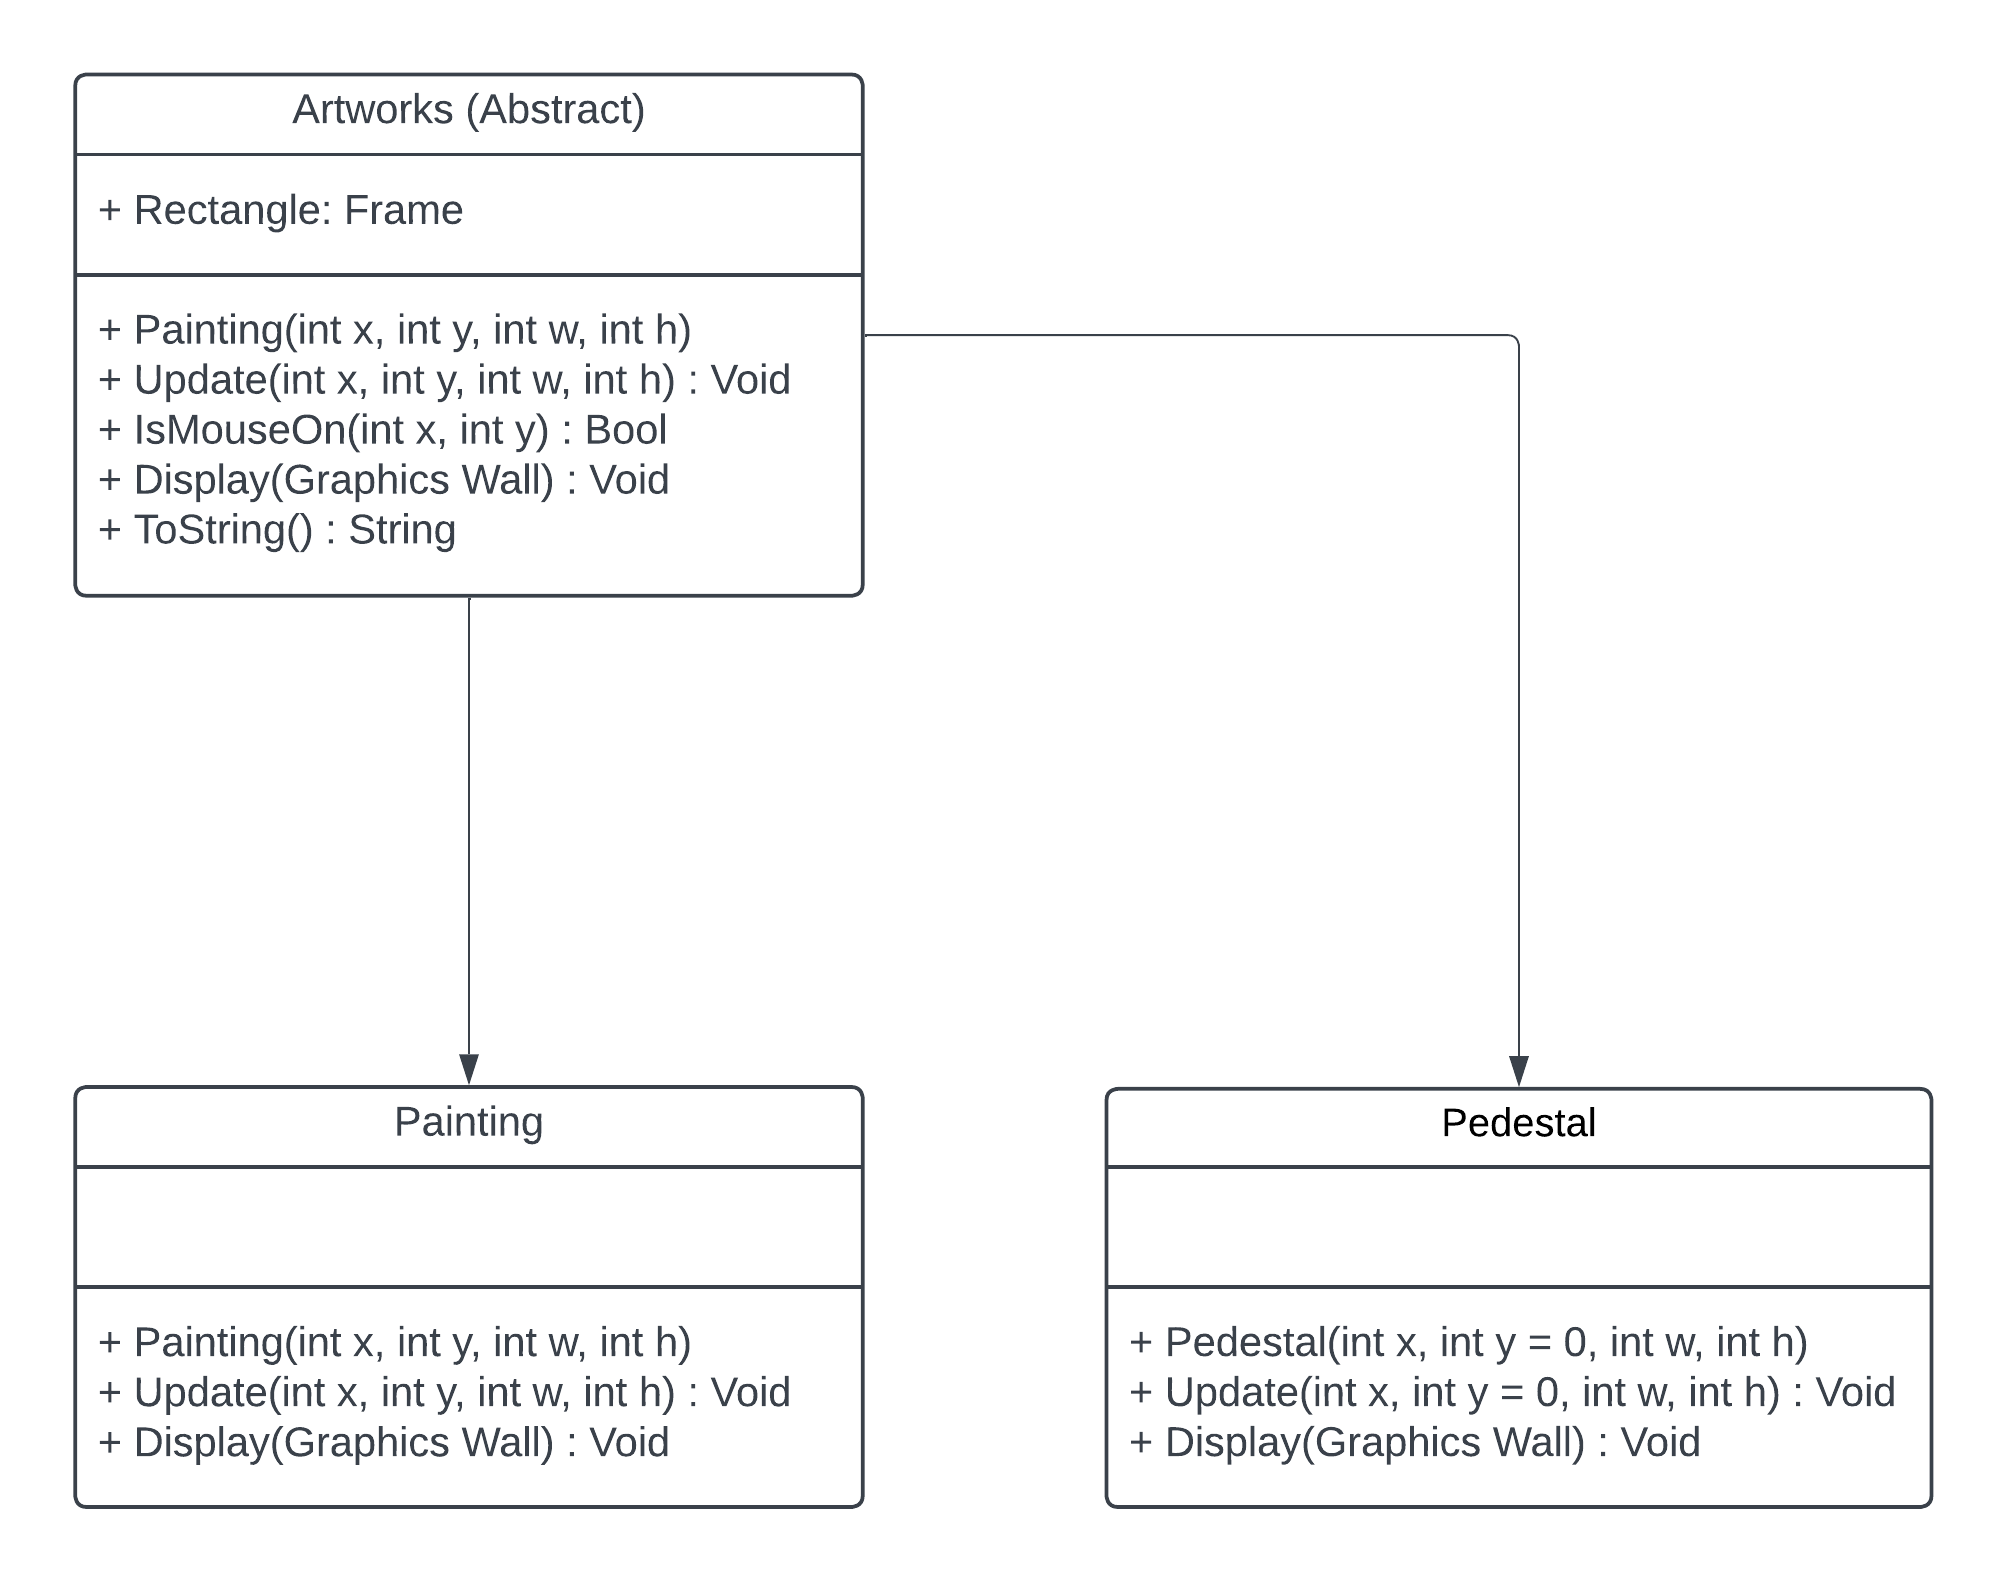 Artworks (Abstract)
+ Rectangle: Frame
+ Painting(int x, int y, int w, int h)
+ Update(int x, int y, int w, int h) : Void
+ IsMouseOn(int x, int y) : Bool
+ Display(Graphics Wall) : Void
+ ToString() : String
Painting
+ Painting(int x, int y, int w, int h)
+ Update(int x, int y, int w, int h) : Void
+ Display(Graphics Wall) : Void
Pedestal
+ Pedestal(int x, int y = 0, int w, int h)
+ Update(int x, int y = 0, int w, int h) : Void
+ Display(Graphics Wall) : Void